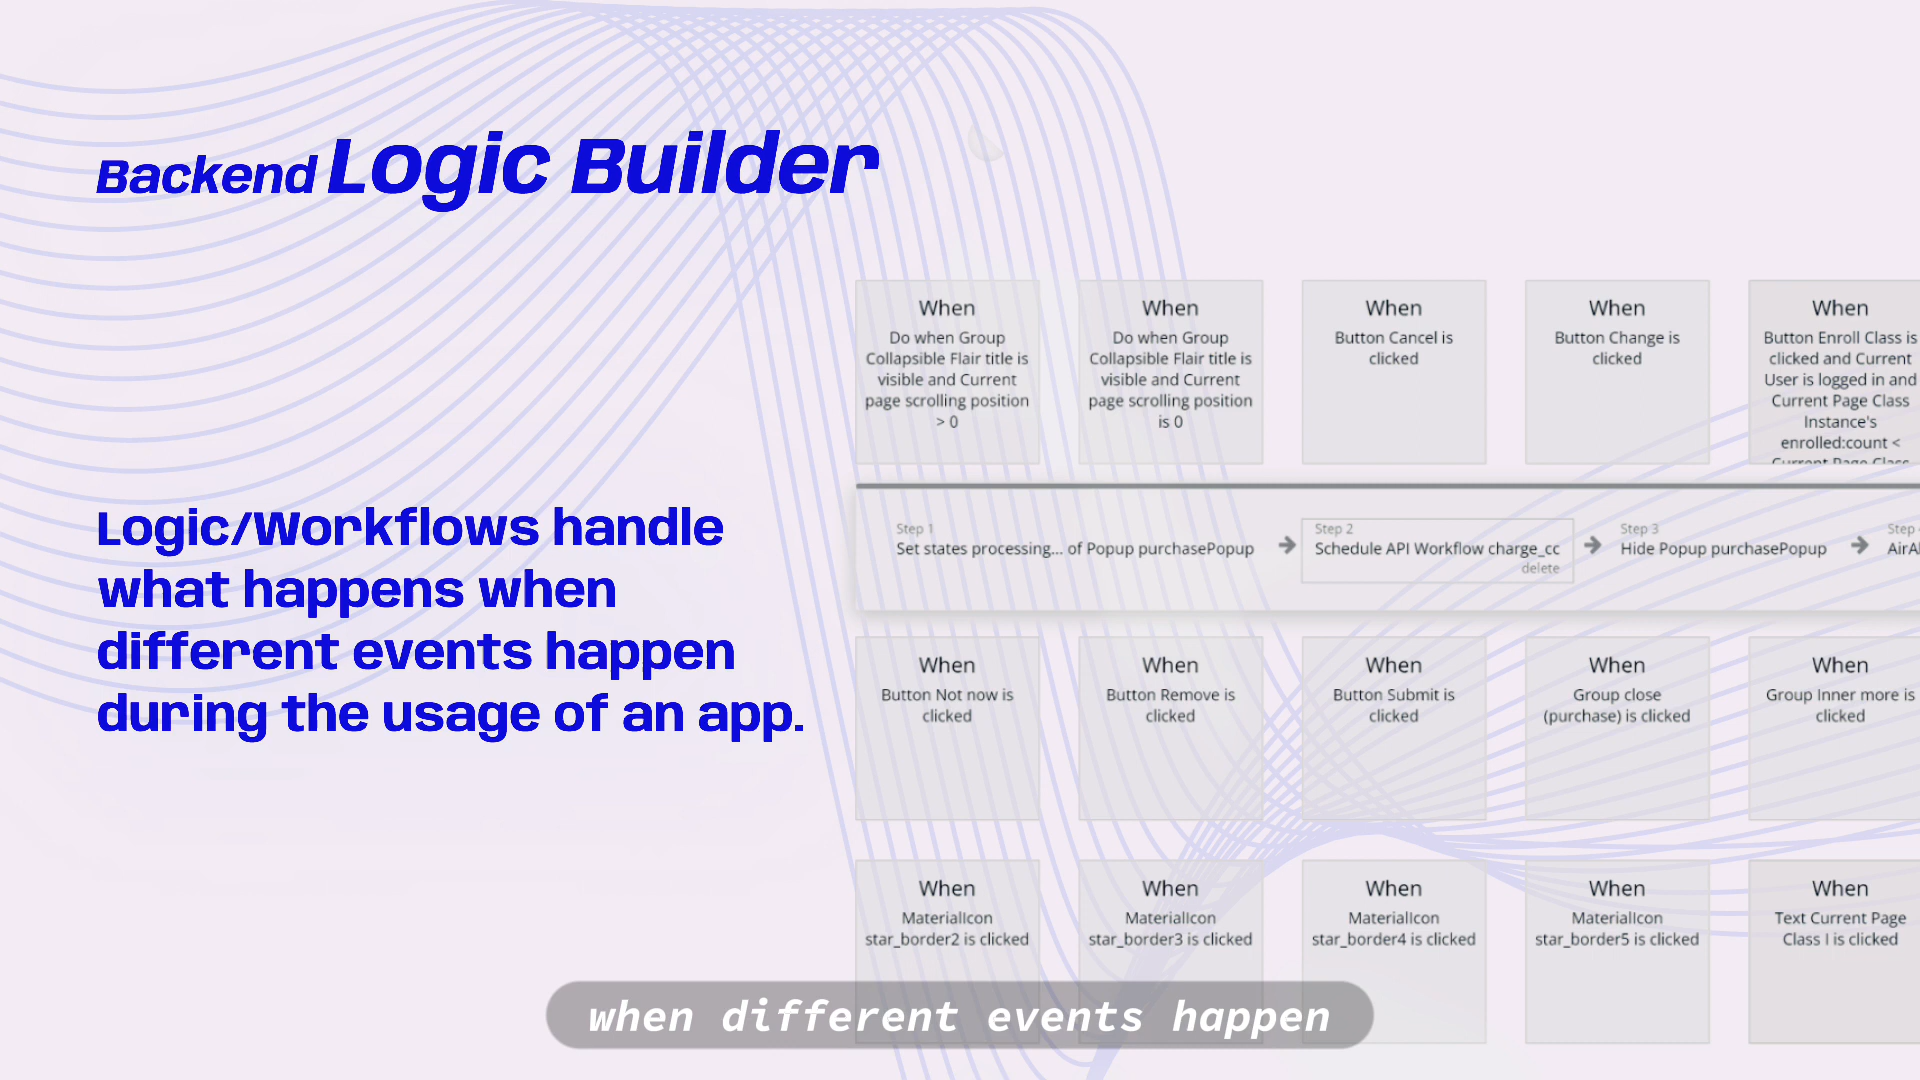 Backend Logic Builder
Logic/Workflows handle
what happens when
different events happen
during the usage of an app.
When
Do when Group
Collapsible Flair title is
visible and Current
page scrolling position
> 0
When
Do when Group
Collapsible Flair title is
visible and Current
page scrolling position
is 0
When
Button Cancel is
clicked
When
Button Change is
clicked
When
Button Enroll Class is
clicked and Current
User is logged in and
Current Page Class
Instance's
enrolled:count <
Current Page Class
Step 1
Set states processing... of Popup purchasePopup
Step 2
Schedule API Workflow charge_cc
delete
Step 3
Hide Popup purchasePopup
Step
When
Button Not now is
clicked
When
Button Remove is
clicked
When
Button Submit is
clicked
When
Group close
(purchase) is clicked
When
Group Inner more is
clicked
When
MaterialIcon
star_border2 is clicked
When
MaterialIcon
star_border3 is clicked
When
MaterialIcon
star_border4 is clicked
When
MaterialIcon
star_border5 is clicked
When
Text Current Page
Class I is clicked
when different events happen